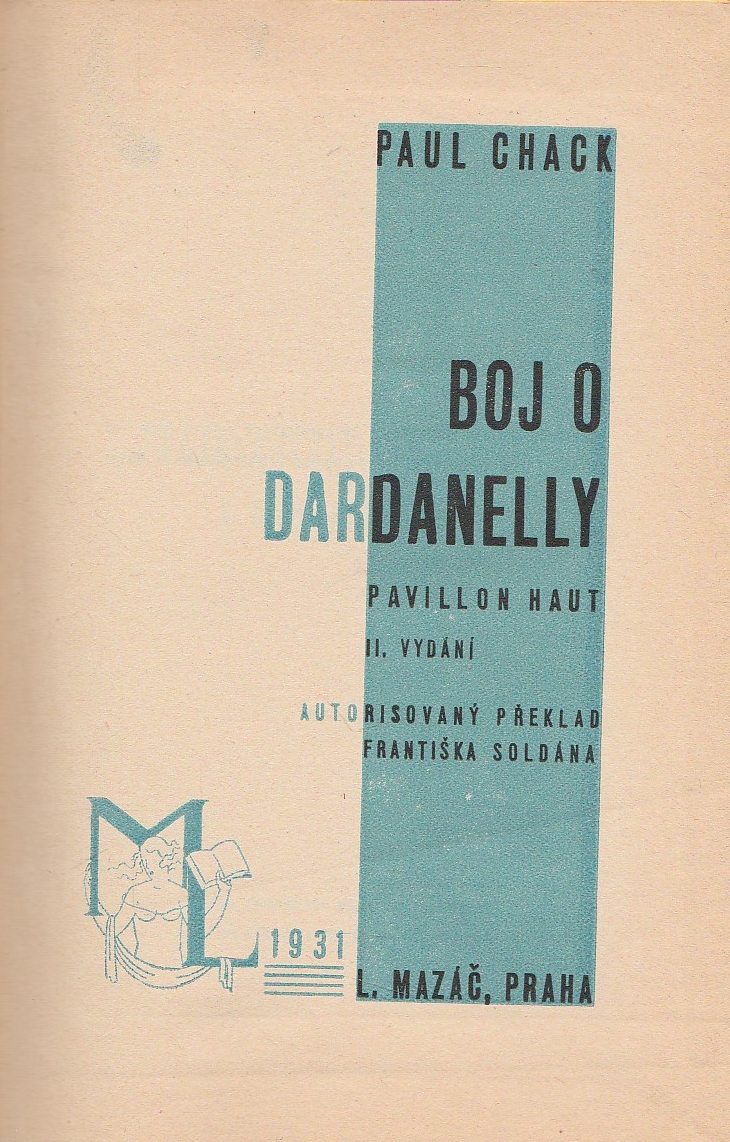 PAUL CHACK
BOJ O
DARDANELLY
PAVILLON HAUT
II. VYDÁNÍ
AUTORISOVANÝ PŘEKLAD
FRANTIŠKA SOLDÁNA
ML
1931
L. MAZÁČ, PRAHA